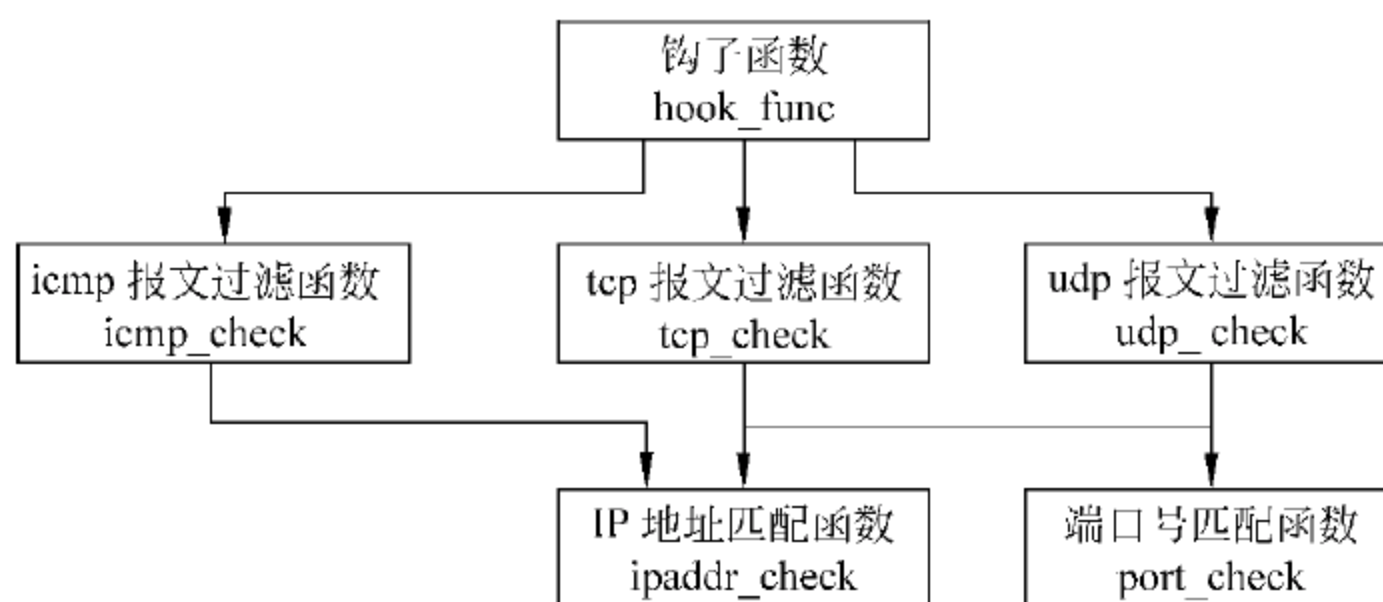 钩子函数
hook_func
icmp 报文过滤函数
icmp_check
tcp 报文过滤函数
tcp_check
udp 报文过滤函数
udp_ check
IP 地址匹配函数
ipaddr_check
端口号匹配函数
port_check